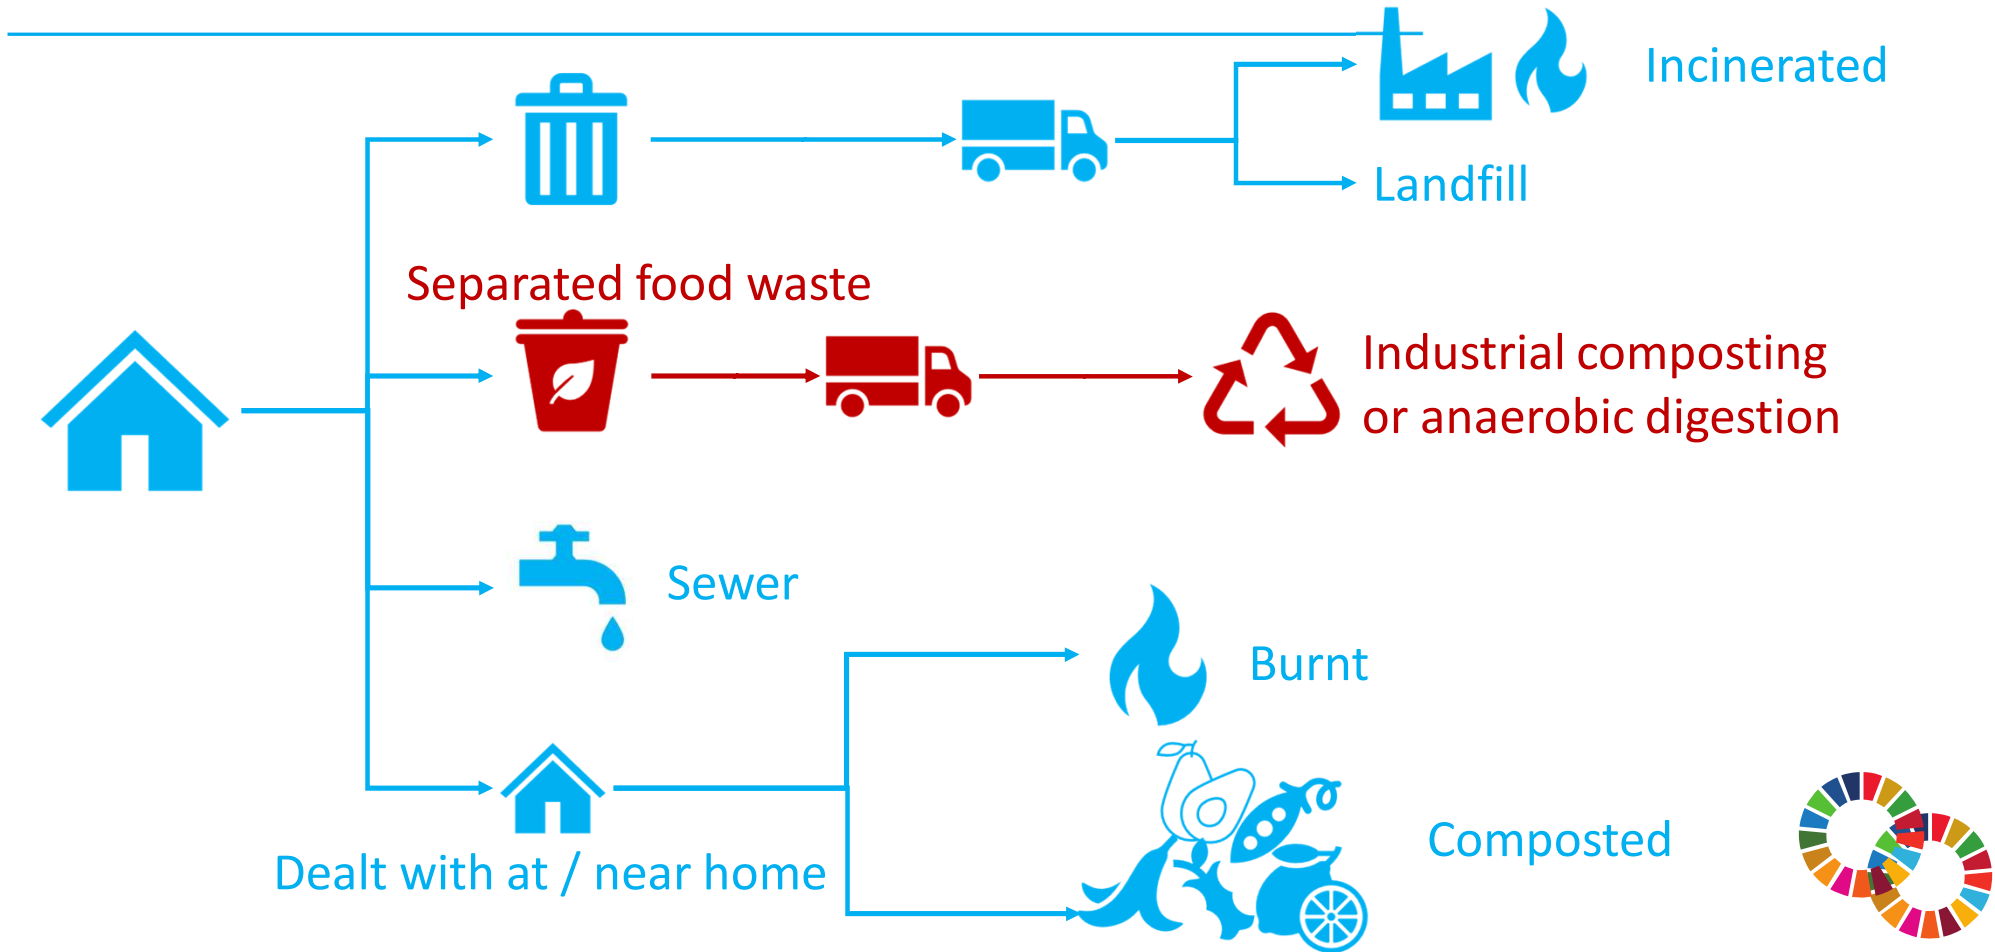 Incinerated
Landfill
Separated food waste
Industrial composting
or anaerobic digestion
Sewer
Burnt
Composted
Dealt with at / near home